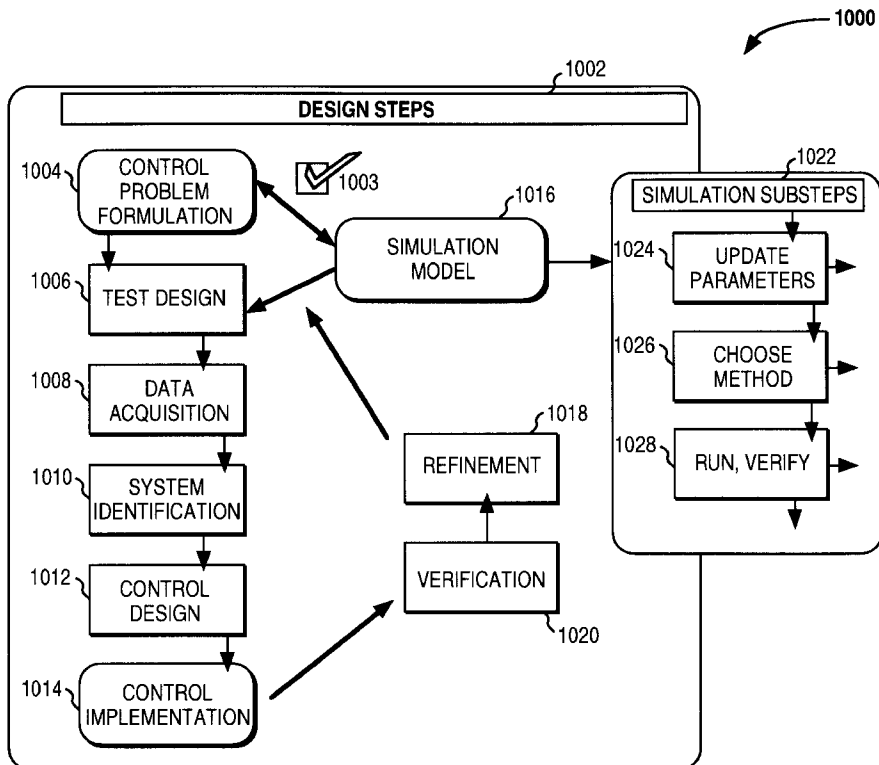 1000
1002
DESIGN STEPS
1004
CONTROL
PROBLEM
FORMULATION
1003
1016
SIMULATION
MODEL
1006
TEST DESIGN
1008
DATA
ACQUISITION
1010
SYSTEM
IDENTIFICATION
1012
CONTROL
DESIGN
1014
CONTROL
IMPLEMENTATION
1018
REFINEMENT
VERIFICATION
1020
1022
SIMULATION SUBSTEPS
1024
UPDATE
PARAMETERS
1026
CHOOSE
METHOD
1028
RUN, VERIFY